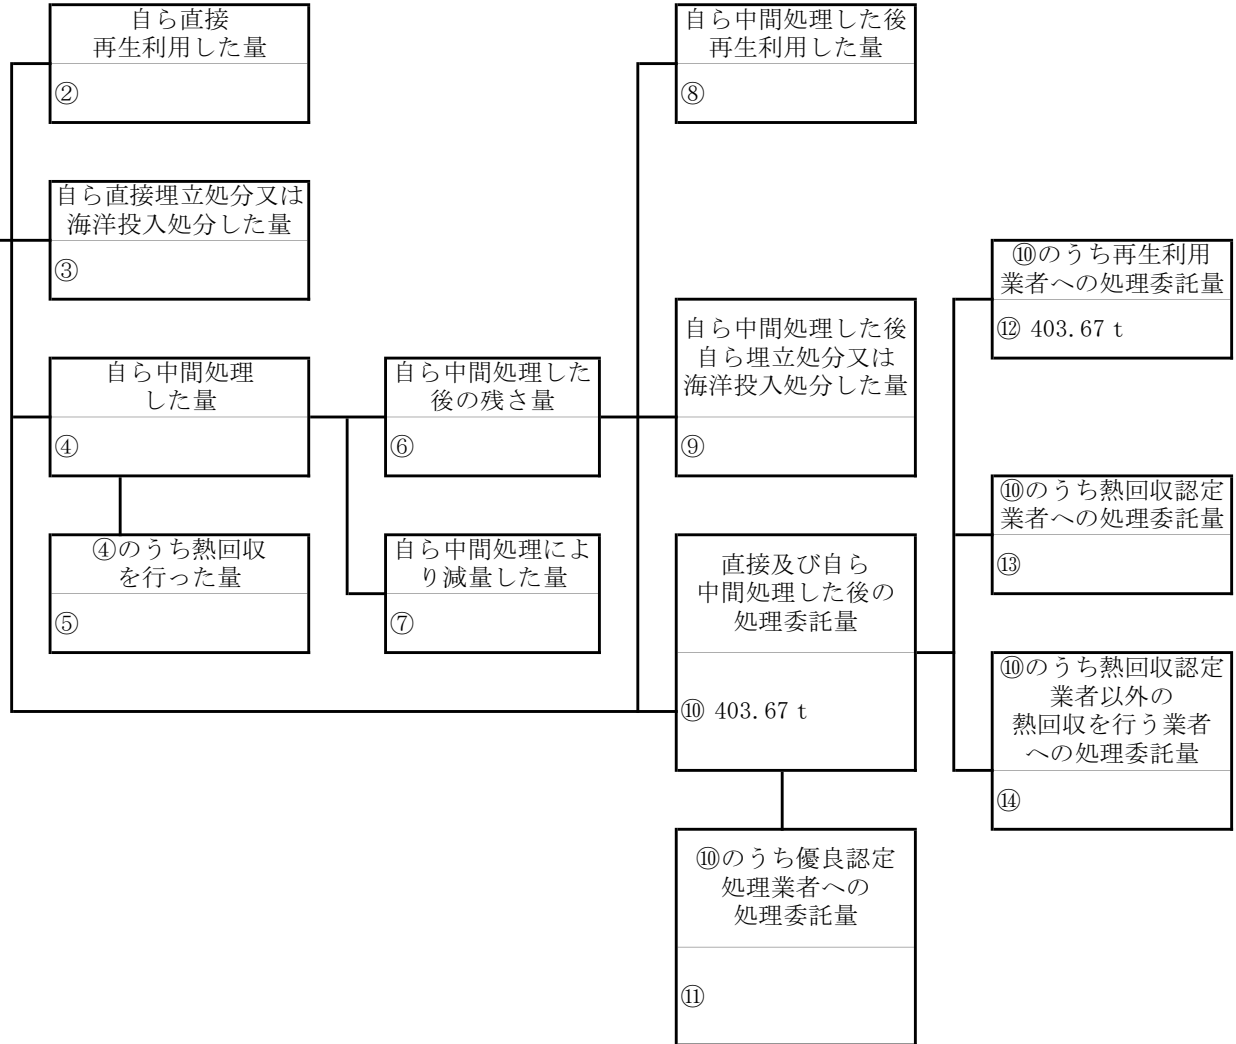 自ら直接
再生利用した量
②
自ら中間処理した後
再生利用した量
⑧
自ら直接埋立処分又は
海洋投入処分した量
③
⑩のうち再生利用
業者への処理委託量
⑫ 403.67 t
自ら中間処理した後
自ら埋立処分又は
海洋投入処分した量
⑨
自ら中間処理
した量
④
自ら中間処理した
後の残さ量
⑥
⑩のうち熱回収認定
業者への処理委託量
⑬
④のうち熱回収
を行った量
⑤
自ら中間処理によ
り減量した量
⑦
直接及び自ら
中間処理した後の
処理委託量
⑩ 403.67 t
⑩のうち熱回収認定
業者以外の
熱回収を行う業者
への処理委託量
⑭
⑩のうち優良認定
処理業者への
処理委託量
⑪